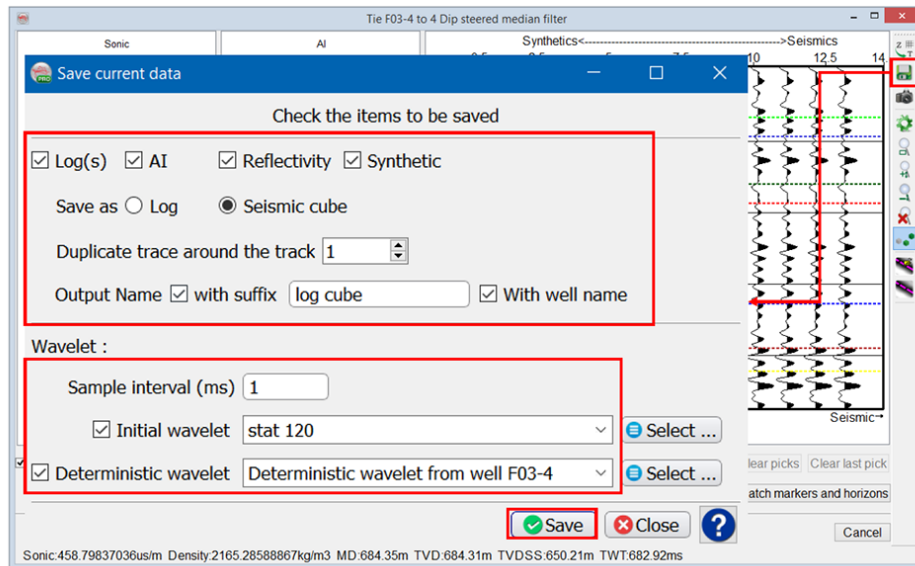 Tie F03-4 to 4 Dip steered median filter
Sonic AI Synthetics<---->Seismics
10 12.5 14
Save current data
Check the items to be saved
Log(s) AI Reflectivity Synthetic
Save as Log Seismic cube
Duplicate trace around the track 1
Output Name with suffix log cube With well name
Wavelet :
Sample interval (ms) 1
Initial wavelet stat 120 Select ...
Seismic
Deterministic wavelet Deterministic wavelet from well F03-4 Select ...
lear picks Clear last pick
atch markers and horizons
Save Close ?
Cancel
Sonic:458.79837036us/m Density:2165.28588867kg/m3 MD:684.35m TVD:684.31m TVDSS:650.21m TWT:682.92ms